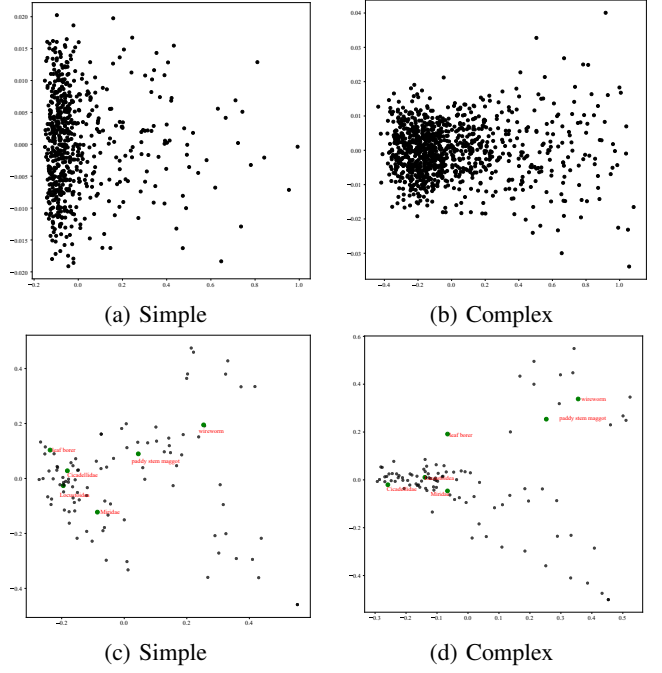 0.020
0.015
0.010
0.005
0.000
−0.005
−0.010
−0.015
−0.020
−0.2 0.0 0.2 0.4 0.6 0.8 1.0
(a) Simple
0.04
0.03
0.02
0.01
0.00
−0.01
−0.02
−0.03
−0.4 −0.2 0.0 0.2 0.4 0.6 0.8 1.0
(b) Complex
0.4
0.2
0.0
−0.2
−0.4
wireworm
paddy stem maggot
leaf borer
Cicadellidae
Locustoidea
Miridae
−0.2 0.0 0.2 0.4
(c) Simple
0.6
0.4
0.2
0.0
−0.2
−0.4
wireworm
paddy stem maggot
leaf borer
Cicadellidae
Miridae
−0.3 −0.2 −0.1 0.0 0.1 0.2 0.3 0.4 0.5
(d) Complex